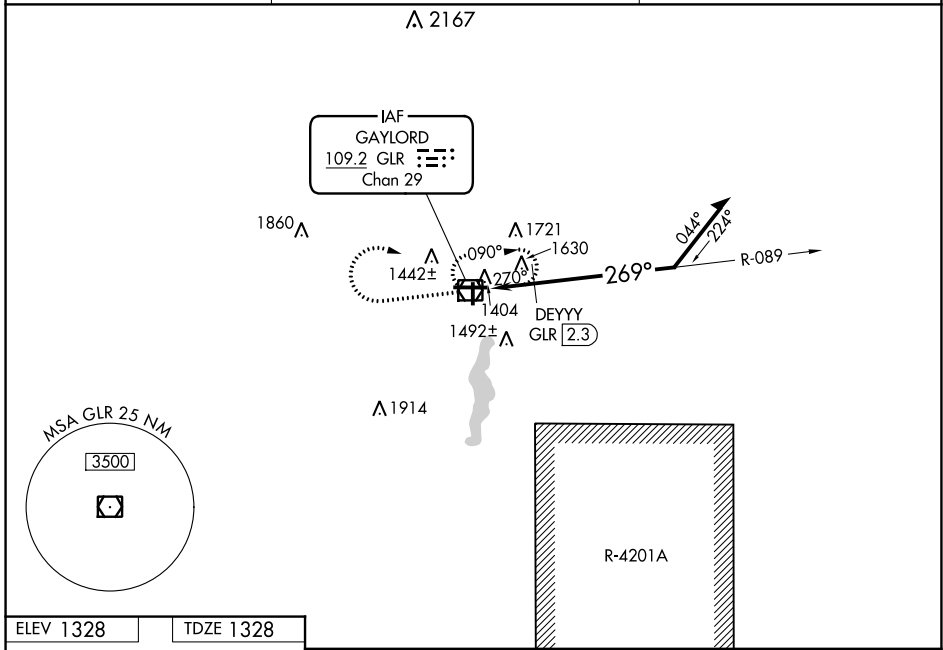 2167
IAF
GAYLORD
109.2 GLR
Chan 29
1860
1721
1630
1442±
090°
270°
044°
224°
R-089
269°
1404
DEYYY
GLR 2.3
1492±
1914
MSA GLR 25 NM
3500
R-4201A
ELEV 1328
TDZE 1328